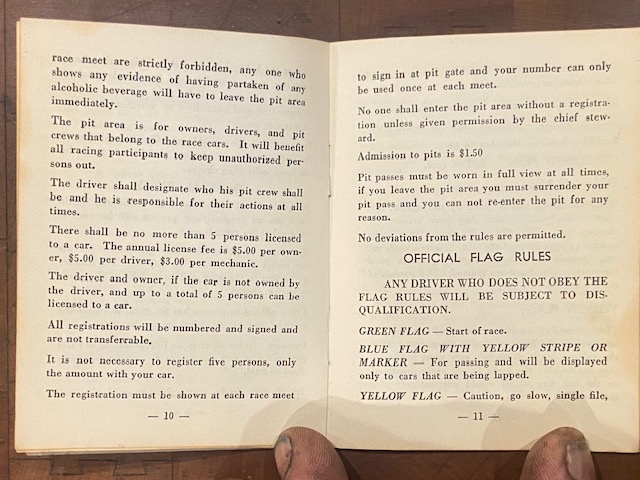 race meet are strictly forbidden, any one who
shows any evidence of having partaken of any
alcoholic beverage will have to leave the pit area
immediately.
The pit area is for owners, drivers, and pit
crews that belong to the race cars. It will benefit
all racing participants to keep unauthorized per-
sons out.
The driver shall designate who his pit crew shall
be and he is responsible for their actions at all
times.
There shall be no more than 5 persons licensed
to a car. The annual license fee is $5.00 per own-
er, $5.00 per driver, $3.00 per mechanic.
The driver and owner, if the car is not owned by
the driver, and up to a total of 5 persons can be
licensed to a car.
All registrations will be numbered and signed and
are not transferrable.
It is not necessary to register five persons, only
the amount with your car.
The registration must be shown at each race meet
— 10 —
to sign in at pit gate and your number can only
be used once at each meet.
No one shall enter the pit area without a registra-
tion unless given permission by the chief stew-
ard.
Admission to pits is $1.50
Pit passes must be worn in full view at all times,
if you leave the pit area you must surrender your
pit pass and you can not re-enter the pit for any
reason.
No deviations from the rules are permitted.
OFFICIAL FLAG RULES
ANY DRIVER WHO DOES NOT OBEY THE
FLAG RULES WILL BE SUBJECT TO DIS-
QUALIFICATION.
GREEN FLAG — Start of race.
BLUE FLAG WITH YELLOW STRIPE OR
MARKER — For passing and will be displayed
only to cars that are being lapped.
YELLOW FLAG — Caution, go slow, single file,
— 11 —